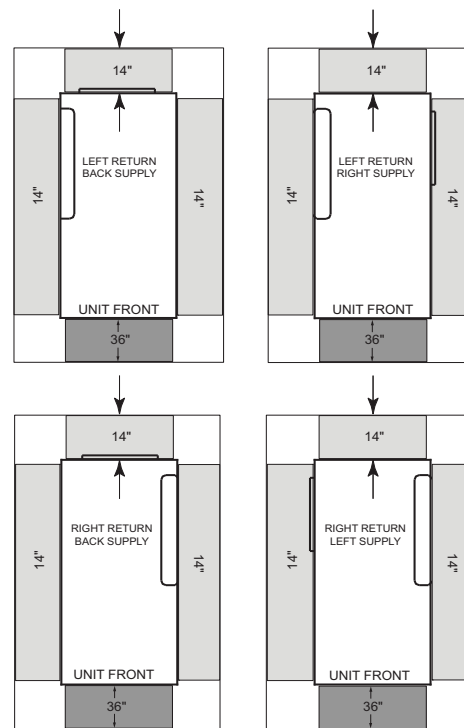 14"
LEFT RETURN
BACK SUPPLY
14"
14"
UNIT FRONT
36"
14"
LEFT RETURN
RIGHT SUPPLY
14"
14"
UNIT FRONT
36"
14"
RIGHT RETURN
BACK SUPPLY
14"
14"
UNIT FRONT
36"
14"
RIGHT RETURN
LEFT SUPPLY
14"
14"
UNIT FRONT
36"